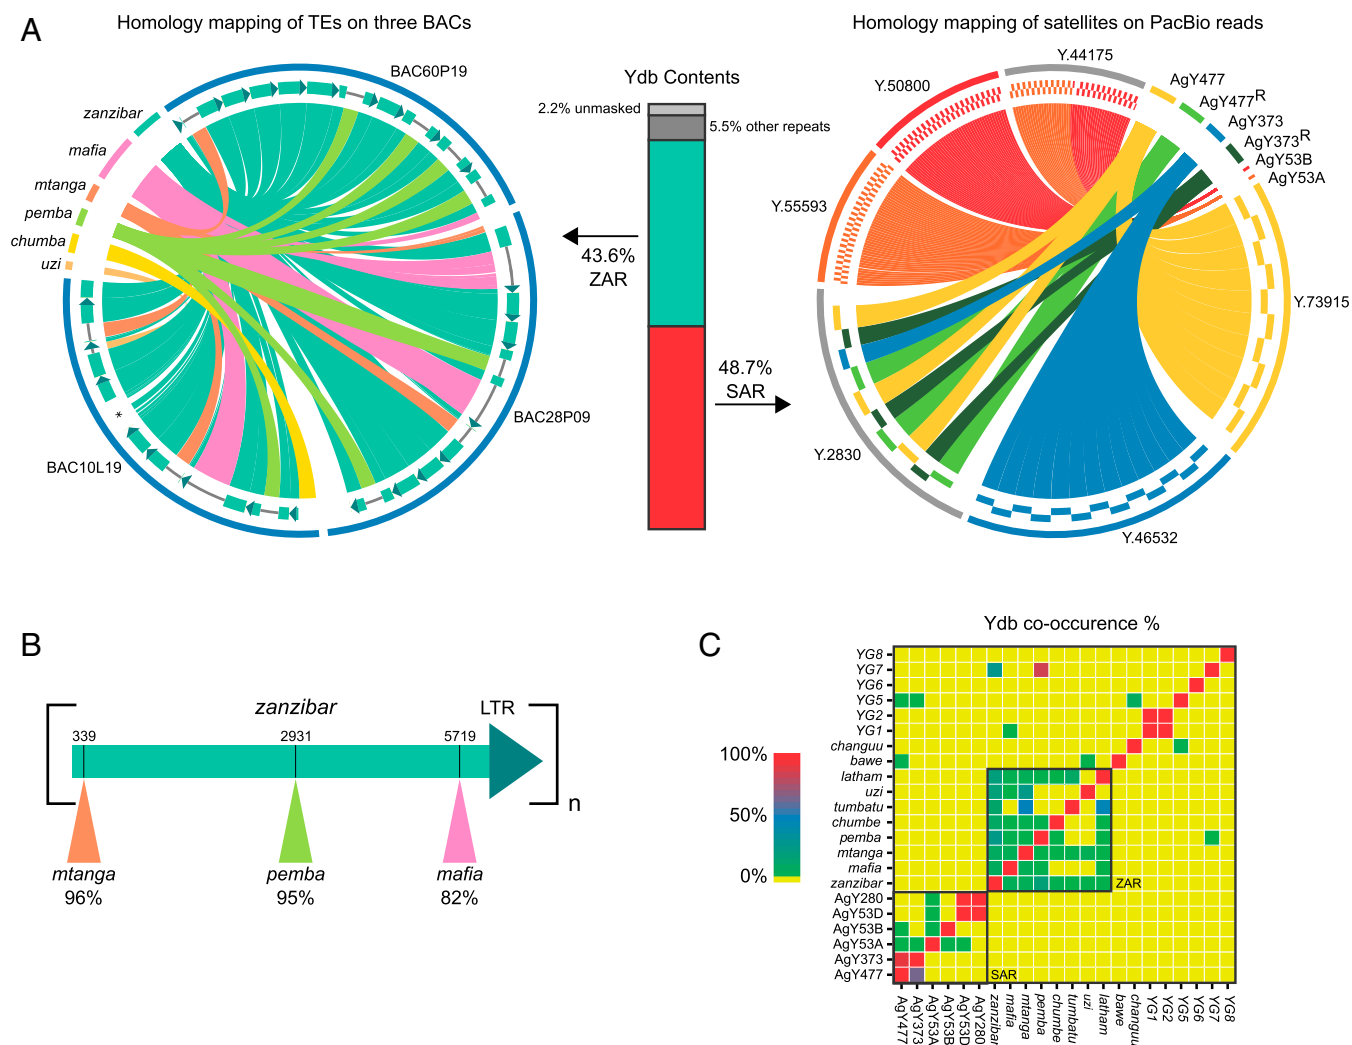 A
Homology mapping of TEs on three BACs
Homology mapping of satellites on PacBio reads
Ydb Contents
2.2% unmasked
5.5% other repeats
43.6%
ZAR
48.7%
SAR
BAC60P19
BAC28P09
BAC10L19
zanzibar
mafia
mtanga
pemba
chumba
uzi
*
Y.44175
Y.50800
Y.55593
Y.2830
Y.46532
Y.73915
AgY477
AgY477R
AgY373
AgY373R
AgY53B
AgY53A
B
zanzibar
LTR
339
2931
5719
n
mtanga
96%
pemba
95%
mafia
82%
C
Ydb co-occurence %
100%
50%
0%
YG8
YG7
YG6
YG5
YG2
YG1
changuu
bawe
latham
uzi
tumbatu
chumbe
pemba
mtanga
mafia
zanzibar
AgY280
AgY53D
AgY53B
AgY53A
AgY373
AgY477
ZAR
SAR
AgY477
AgY373
AgY53A
AgY53B
AgY53D
AgY280
zanzibar
mafia
mtanga
pemba
chumbe
tumbatu
uzi
latham
bawe
changuu
YG1
YG2
YG5
YG6
YG7
YG8